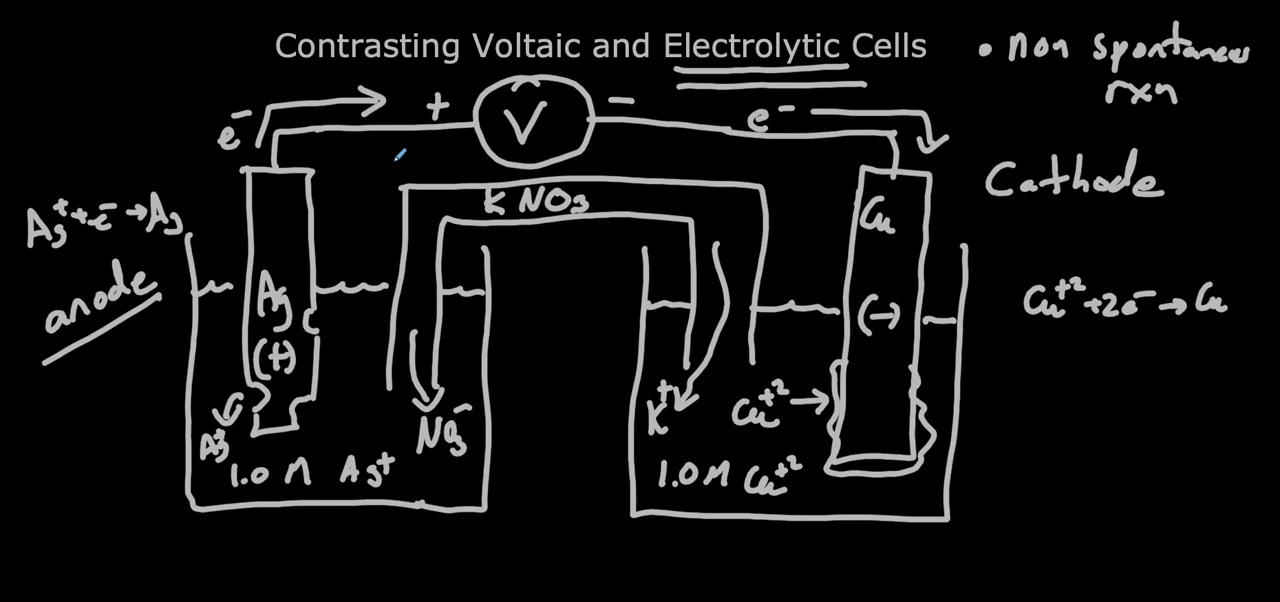 Contrasting Voltaic and Electrolytic Cells
• non spontaneous
rxn
e⁻
+
V
−
e⁻
Cathode
KNO₃
Cu
Ag⁺+e⁻→Ag
anode
Ag
(+)
(-)
Cu⁺²+2e⁻→Cu
Ag⁺
NO₃⁻
K⁺
Cu⁺²
1.0 M Ag⁺
1.0 M Cu⁺²